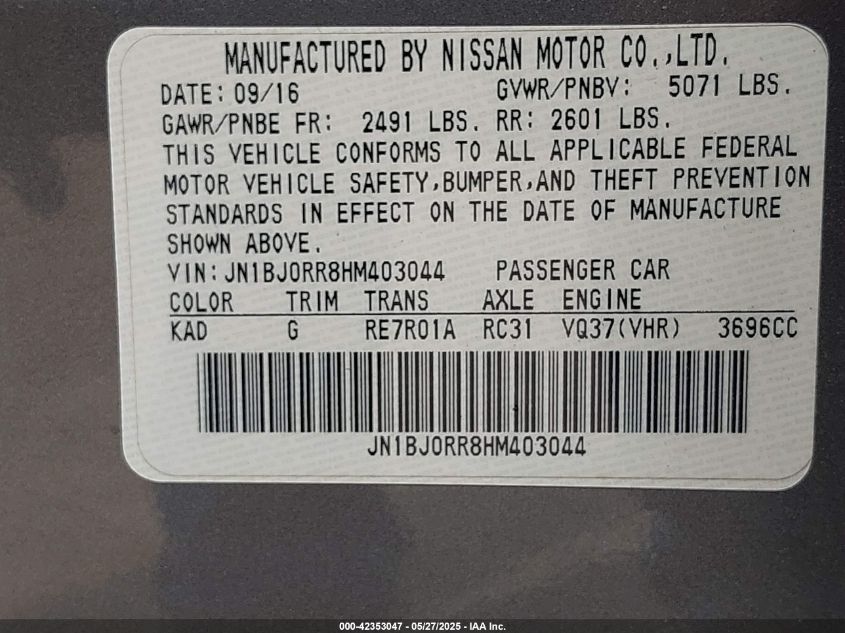 MANUFACTURED BY NISSAN MOTOR CO.,LTD.
DATE: 09/16 GVWR/PNBV: 5071 LBS.
GAWR/PNBE FR: 2491 LBS. RR: 2601 LBS.
THIS VEHICLE CONFORMS TO ALL APPLICABLE FEDERAL
MOTOR VEHICLE SAFETY,BUMPER,AND THEFT PREVENTION
STANDARDS IN EFFECT ON THE DATE OF MANUFACTURE
SHOWN ABOVE.
VIN: JN1BJ0RR8HM403044 PASSENGER CAR
COLOR TRIM TRANS AXLE ENGINE
KAD G RE7R01A RC31 VQ37(VHR) 3696CC
JN1BJ0RR8HM403044
000-42353047 - 05/27/2025 - IAA Inc.